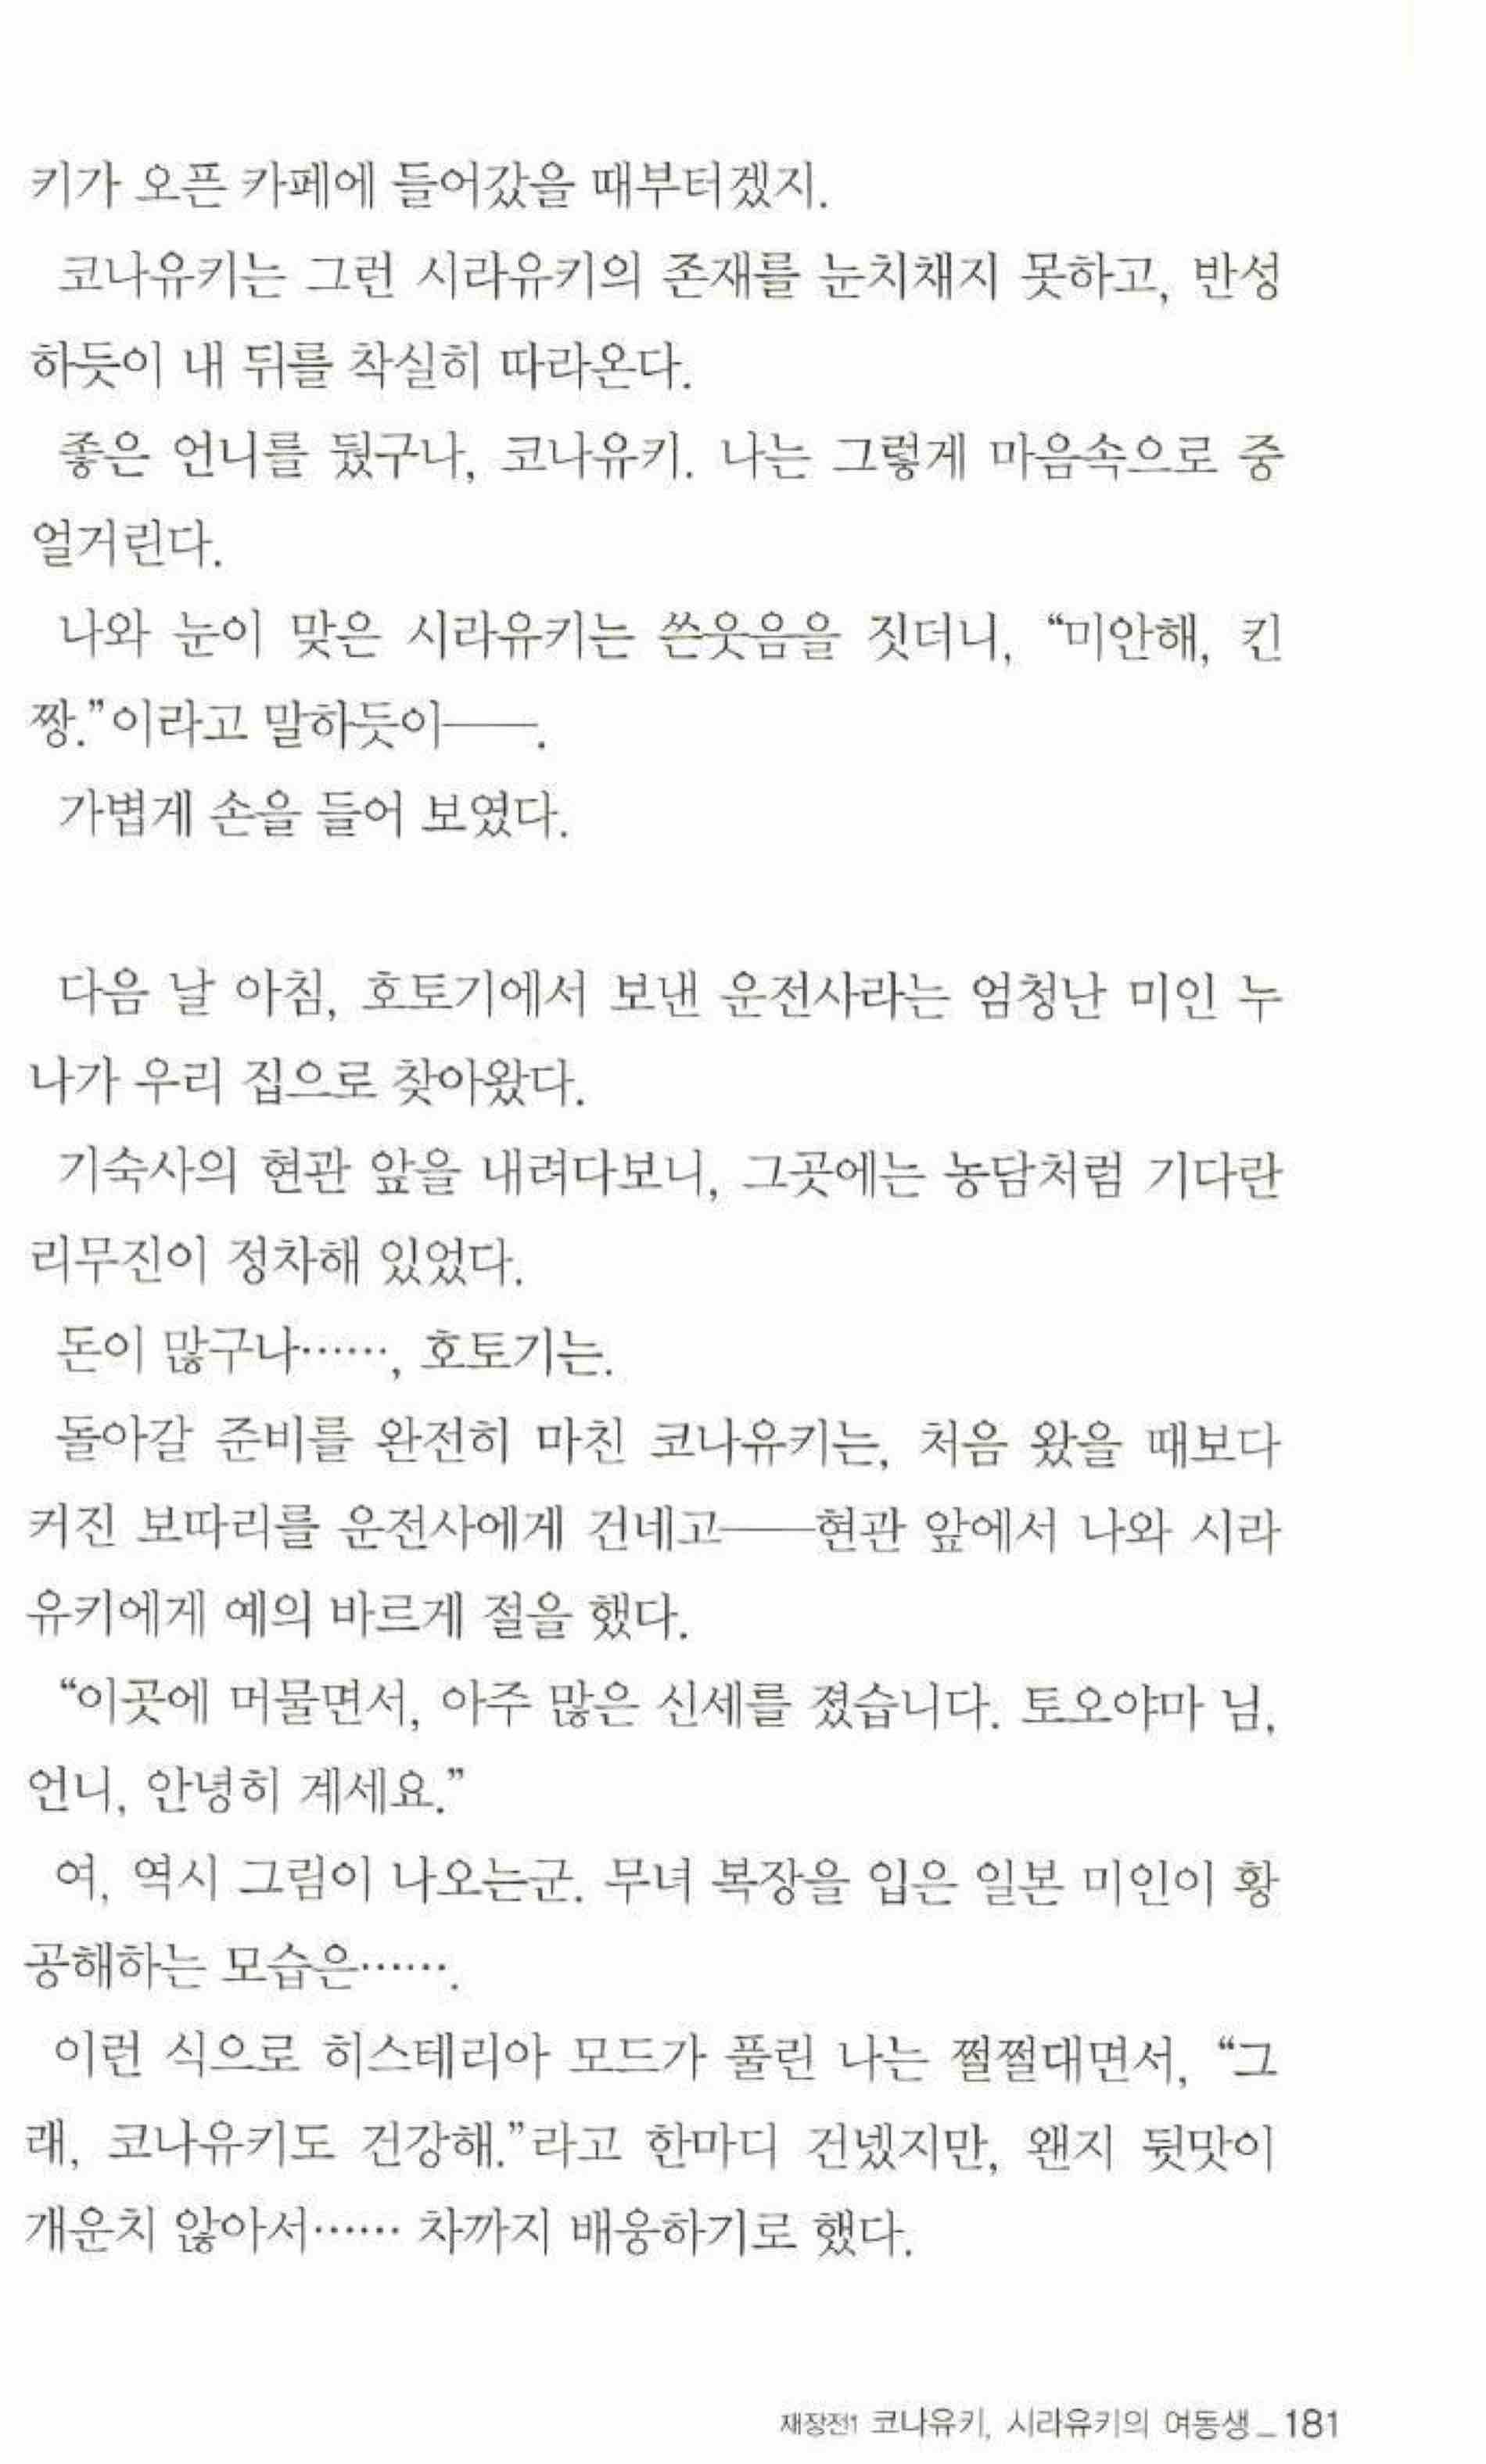 키가 오픈 카페에 들어갔을 때부터겠지.
코나유키는 그런 시라유키의 존재를 눈치채지 못하고, 반성
하듯이 내 뒤를 착실히 따라온다.
좋은 언니를 뒀구나, 코나유키. 나는 그렇게 마음속으로 중
얼거린다.
나와 눈이 맞은 시라유키는 쓴웃음을 짓더니, “미안해, 킨
짱.”이라고 말하듯이──.
가볍게 손을 들어 보였다.
다음 날 아침, 호토기에서 보낸 운전사라는 엄청난 미인 누
나가 우리 집으로 찾아왔다.
기숙사의 현관 앞을 내려다보니, 그곳에는 농담처럼 기다란
리무진이 정차해 있었다.
돈이 많구나……, 호토기는.
돌아갈 준비를 완전히 마친 코나유키는, 처음 왔을 때보다
커진 보따리를 운전사에게 건네고──현관 앞에서 나와 시라
유키에게 예의 바르게 절을 했다.
“이곳에 머물면서, 아주 많은 신세를 졌습니다. 토오야마 님,
언니, 안녕히 계세요.”
여, 역시 그림이 나오는군. 무녀 복장을 입은 일본 미인이 황
공해하는 모습은…….
이런 식으로 히스테리아 모드가 풀린 나는 쩔쩔대면서, “그
래, 코나유키도 건강해.”라고 한마디 건넸지만, 왠지 뒷맛이
개운치 않아서…… 차까지 배웅하기로 했다.
재장전1 코나유키, 시라유키의 여동생_181